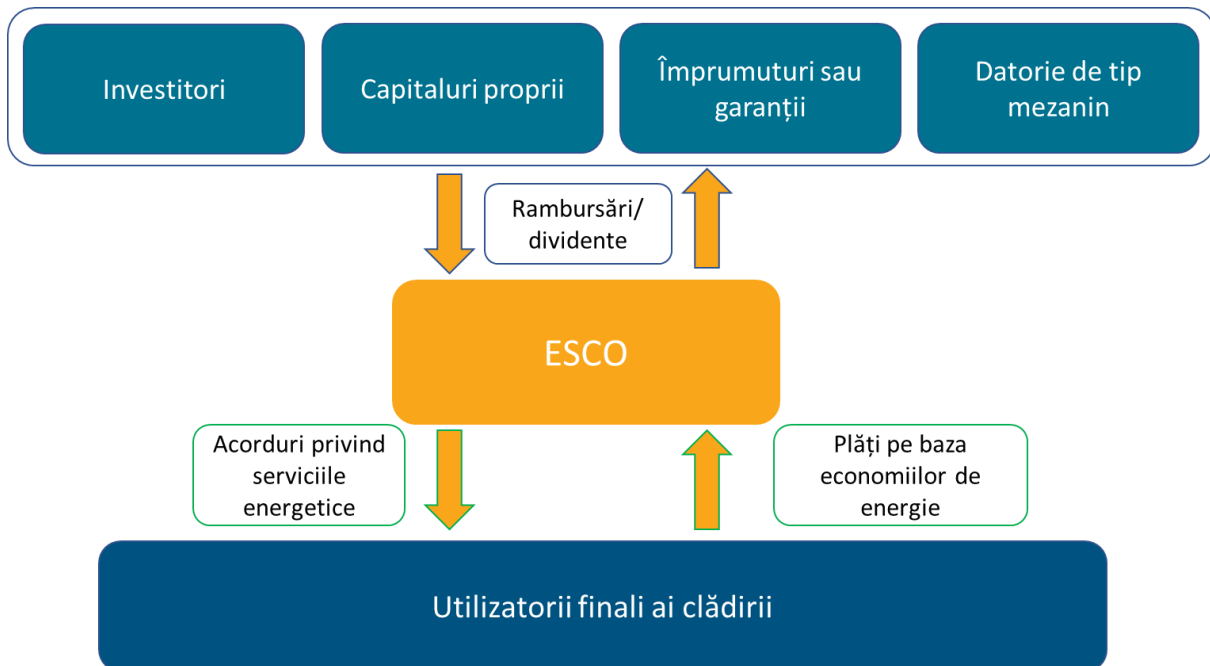 Investitori
Capitaluri proprii
Împrumuturi sau
garanții
Datorie de tip
mezanin
Rambursări/
dividente
ESCO
Acorduri privind
serviciile
energetice
Plăți pe baza
economiilor de
energie
Utilizatorii finali ai clădirii